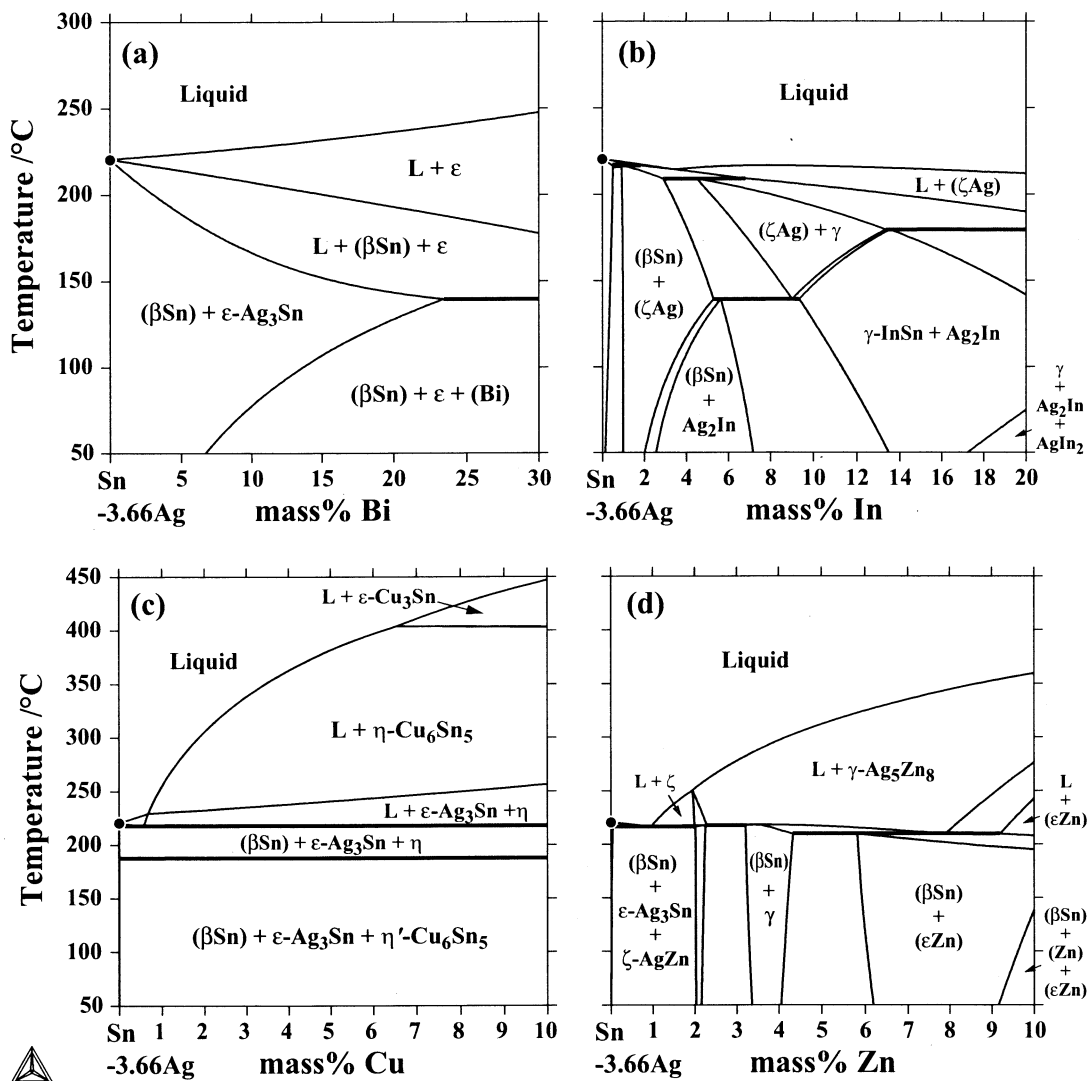 (a)
300
250
200
150
100
50
Temperature /°C
Liquid
L + ε
L + (βSn) + ε
(βSn) + ε-Ag₃Sn
(βSn) + ε + (Bi)
Sn
-3.66Ag
5
10
15
20
25
30
mass% Bi
(b)
Liquid
L + (ζAg)
(ζAg) + γ
(βSn)
+
(ζAg)
γ-InSn + Ag₂In
(βSn)
+
Ag₂In
γ
+
Ag₂In
+
AgIn₂
Sn
-3.66Ag
2
4
6
8
10
12
14
16
18
20
mass% In
(c)
450
400
350
300
250
200
150
100
50
Temperature /°C
L + ε-Cu₃Sn
Liquid
L + η-Cu₆Sn₅
L + ε-Ag₃Sn +η
(βSn) + ε-Ag₃Sn + η
(βSn) + ε-Ag₃Sn + η′-Cu₆Sn₅
Sn
-3.66Ag
1
2
3
4
5
6
7
8
9
10
mass% Cu
(d)
Liquid
L + ζ
L + γ-Ag₅Zn₈
L
+
(εZn)
(βSn)
+
ε-Ag₃Sn
+
ζ-AgZn
(βSn)
+
γ
(βSn)
+
(εZn)
(βSn)
+
(Zn)
+
(εZn)
Sn
-3.66Ag
1
2
3
4
5
6
7
8
9
10
mass% Zn